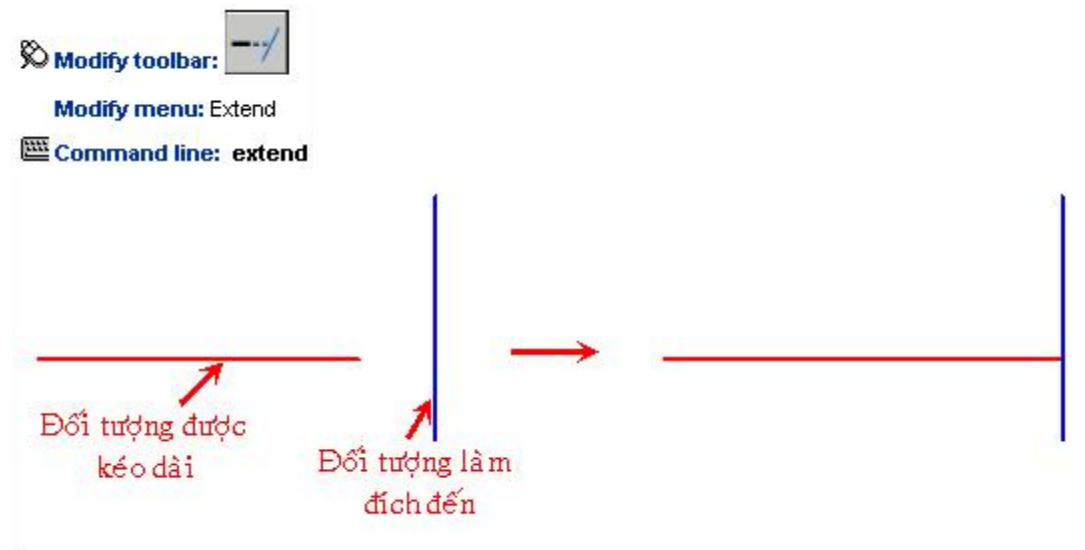 Modify toolbar:
Modify menu: Extend
Command line: extend
Đối tượng được
kéo dài
Đối tượng làm
đích đến